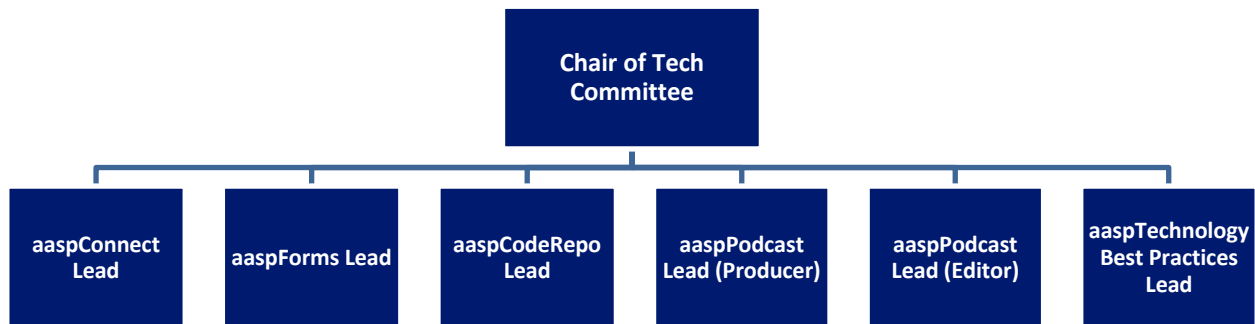 Chair of Tech
Committee
aaspConnect
Lead
aaspForms Lead
aaspCodeRepo
Lead
aaspPodcast
Lead (Producer)
aaspPodcast
Lead (Editor)
aaspTechnology
Best Practices
Lead